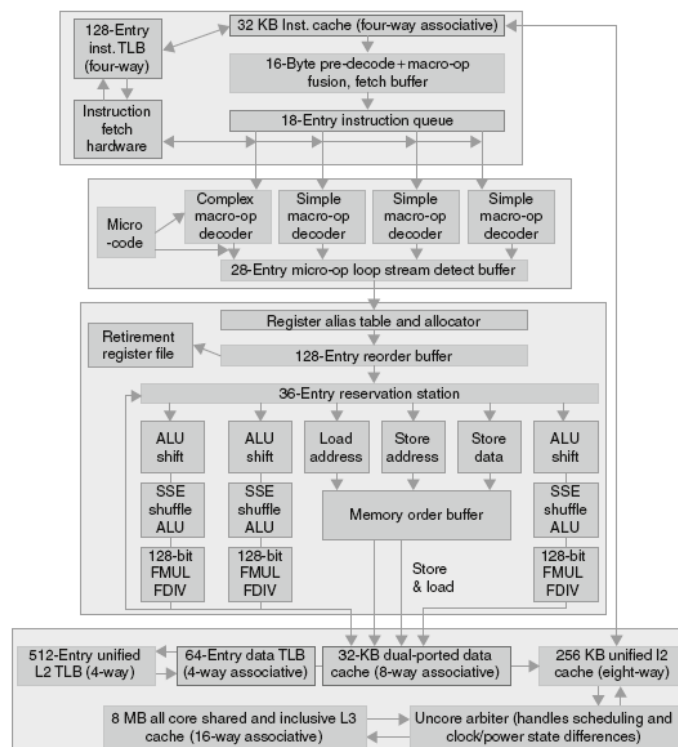 128-Entry
inst. TLB
(four-way)
32 KB Inst. cache (four-way associative)
16-Byte pre-decode+macro-op
fusion, fetch buffer
Instruction
fetch
hardware
18-Entry instruction queue
Micro
-code
Complex
macro-op
decoder
Simple
macro-op
decoder
Simple
macro-op
decoder
Simple
macro-op
decoder
28-Entry micro-op loop stream detect buffer
Register alias table and allocator
Retirement
register file
128-Entry reorder buffer
36-Entry reservation station
ALU
shift
ALU
shift
Load
address
Store
address
Store
data
ALU
shift
SSE
shuffle
ALU
SSE
shuffle
ALU
Memory order buffer
SSE
shuffle
ALU
128-bit
FMUL
FDIV
128-bit
FMUL
FDIV
Store
& load
128-bit
FMUL
FDIV
512-Entry unified
L2 TLB (4-way)
64-Entry data TLB
(4-way associative)
32-KB dual-ported data
cache (8-way associative)
256 KB unified l2
cache (eight-way)
8 MB all core shared and inclusive L3
cache (16-way associative)
Uncore arbiter (handles scheduling and
clock/power state differences)